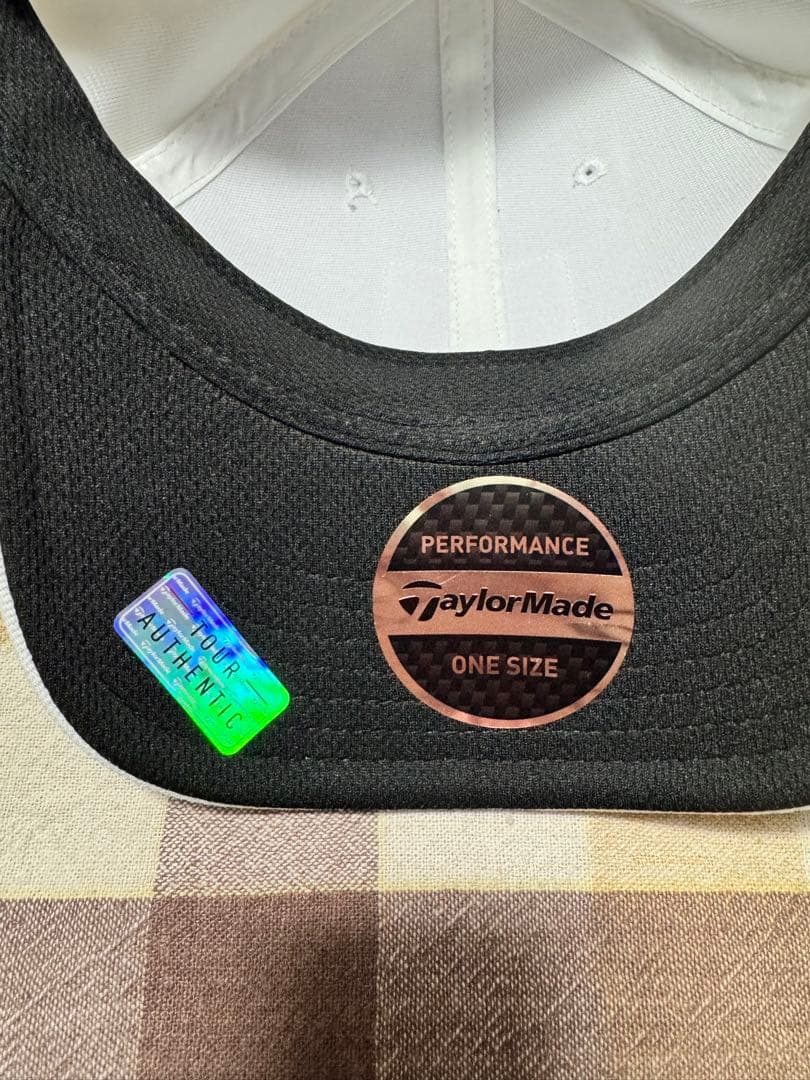 PERFORMANCE
TaylorMade
ONE SIZE
TOUR
AUTHENTIC